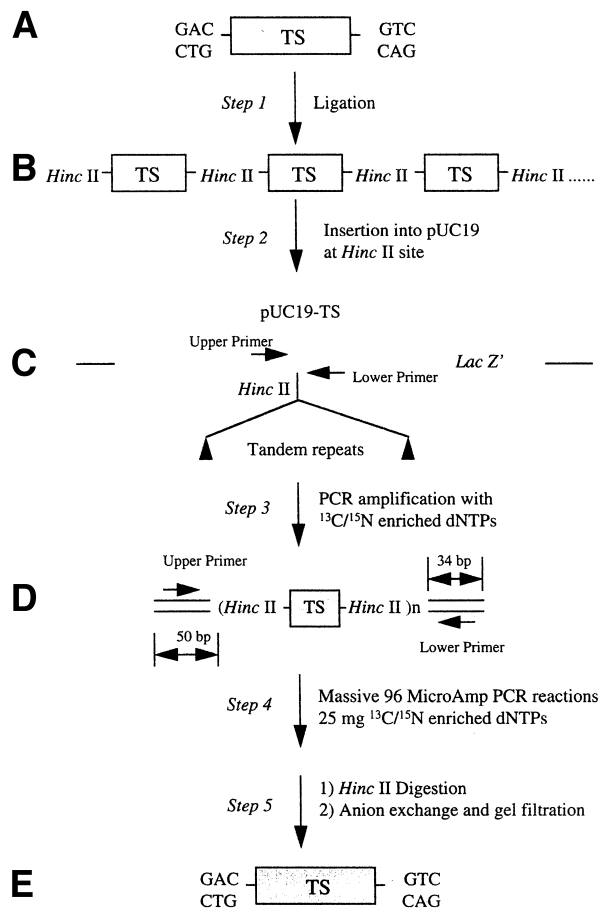 A
GAC TS GTC
CTG CAG
Step 1 Ligation
B Hinc II TS Hinc II TS Hinc II TS Hinc II ......
Step 2 Insertion into pUC19
at Hinc II site
pUC19-TS
Upper Primer
C Lac Z'
Lower Primer
Hinc II
Tandem repeats
Step 3 PCR amplification with
¹³C/¹⁵N enriched dNTPs
Upper Primer 34 bp
D (Hinc II TS Hinc II )n
50 bp Lower Primer
Step 4 Massive 96 MicroAmp PCR reactions
25 mg ¹³C/¹⁵N enriched dNTPs
Step 5 1) Hinc II Digestion
2) Anion exchange and gel filtration
E GAC TS GTC
CTG CAG